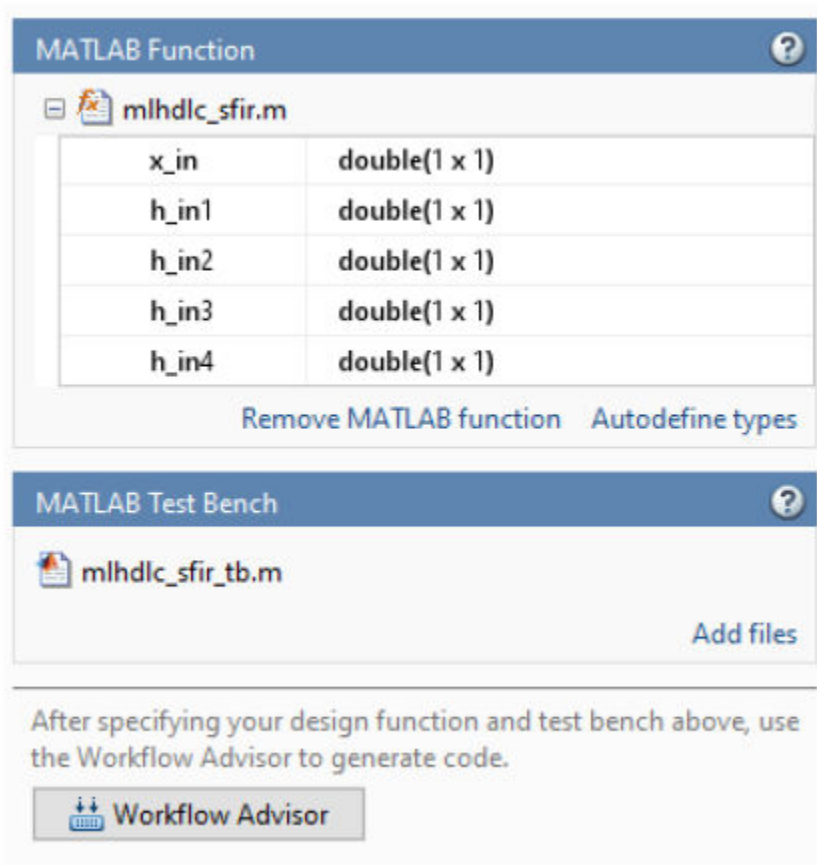 MATLAB Function
mlhdlc_sfir.m
x_in double(1 x 1)
h_in1 double(1 x 1)
h_in2 double(1 x 1)
h_in3 double(1 x 1)
h_in4 double(1 x 1)
Remove MATLAB function Autodefine types
MATLAB Test Bench
mlhdlc_sfir_tb.m
Add files
After specifying your design function and test bench above, use
the Workflow Advisor to generate code.
Workflow Advisor